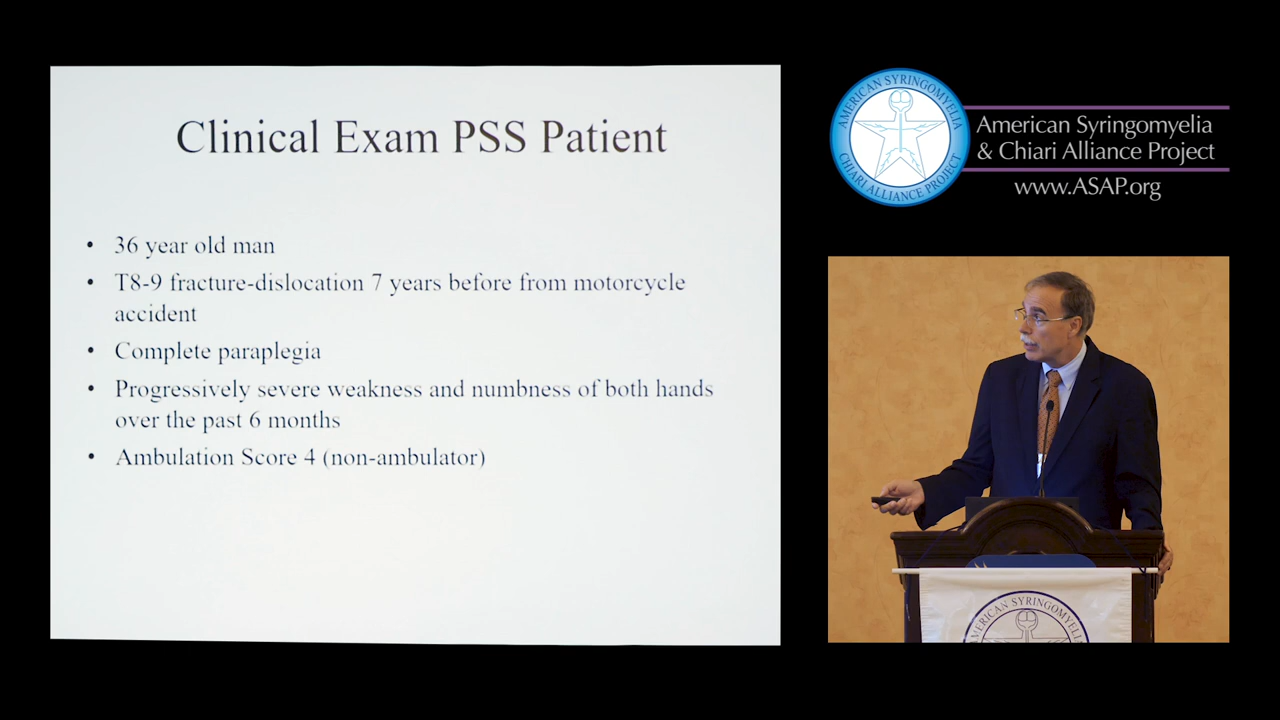 Clinical Exam PSS Patient
• 36 year old man
• T8-9 fracture-dislocation 7 years before from motorcycle
accident
• Complete paraplegia
• Progressively severe weakness and numbness of both hands
over the past 6 months
• Ambulation Score 4 (non-ambulator)
AMERICAN SYRINGOMYELIA
CHIARI ALLIANCE PROJECT
American Syringomyelia
& Chiari Alliance Project
www.ASAP.org
AMERICAN SYRINGOMYELIA